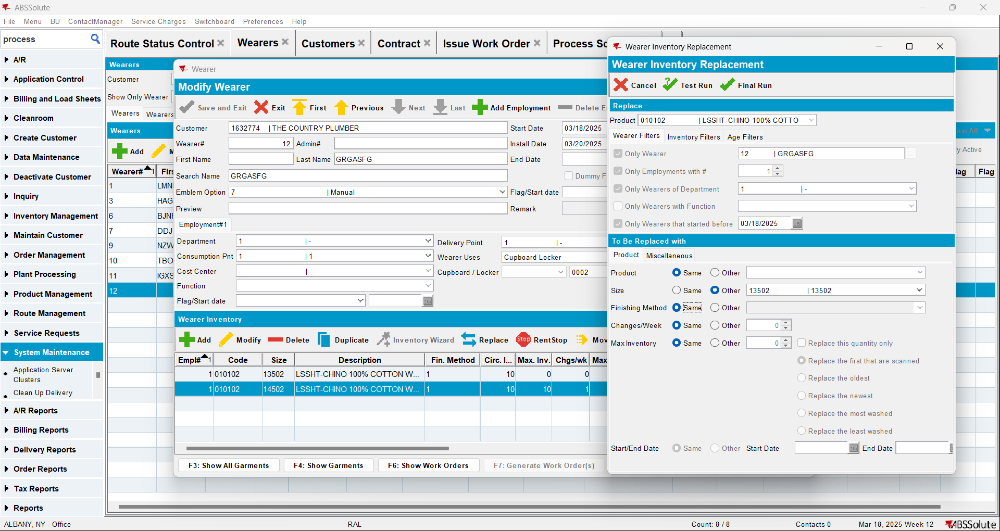 ABSSolute
File Menu BU ContactManager Service Charges Switchboard Preferences Help
process
Route Status Control
Wearers
Customers
Contract
Issue Work Order
Process Sc
A/R
Application Control
Billing and Load Sheets
Cleanroom
Create Customer
Data Maintenance
Deactivate Customer
Inquiry
Inventory Management
Maintain Customer
Order Management
Plant Processing
Product Management
Route Management
Service Requests
System Maintenance
Application Server
Clusters
Clean Up Delivery
A/R Reports
Billing Reports
Delivery Reports
Order Reports
Tax Reports
Reports
Wearers
Customer
Show Only Wearer
Wearers Wearers
Wearers
Add M
Wearer# 1 Firs
1 LMN
3 HAG
6 BJN
7 DDJ
9 NZW
10 TBO
11 IGXS
12
ew All
ly Active
lag Flag
Wearer
Modify Wearer
Save and Exit Exit First Previous Next Last Add Employment Delete E
Customer 1632774 | THE COUNTRY PLUMBER Start Date 03/18/2025
Wearer# 12 Admin# Install Date 03/20/2025
First Name Last Name GRGASFG End Date
Search Name GRGASFG Dummy F
Emblem Option 7 | Manual Flag/Start date
Preview Remark
Employment#1
Department 1 | - Delivery Point 1 | -
Consumption Pnt 1 | 1 Wearer Uses Cupboard Locker
Cost Center - | - Cupboard / Locker 0002
Function
Flag/Start date 16
Wearer Inventory
Add Modify Delete Duplicate Inventory Wizard Replace Stop RentStop Mov
Empl# 1 Code Size Description Fin. Method Circ. I... Max. Inv. Chgs/wk Max
1 010102 13502 LSSHT-CHINO 100% COTTON W... 1 10 0 0
1 010102 14502 LSSHT-CHINO 100% COTTON W... 1 10 10 1
F3: Show All Garments F4: Show Garments F6: Show Work Orders F7: Generate Work Order(s)
Wearer Inventory Replacement
Wearer Inventory Replacement
Cancel ? Test Run Final Run
Replace
Product 010102 | LSSHT-CHINO 100% COTTO
Wearer Filters Inventory Filters Age Filters
Only Wearer 12 | GRGASFG ...
Only Employments with # 1
Only Wearers of Department 1 | -
Only Wearers with Function
Only Wearers that started before 03/18/2025 16
To Be Replaced with
Product Miscellaneous
Product Same Other
Size Same Other 13502 | 13502
Finishing Method Same Other
Changes/Week Same Other 0
Max Inventory Same Other 0 Replace this quantity only
Replace the first that are scanned
Replace the oldest
Replace the newest
Replace the most washed
Replace the least washed
Start/End Date Same Other Start Date 16 End Date
ALBANY, NY - Office RAL Count: 8 / 8 Contacts 0 Mar 18, 2025 Week 12 ABSSolute